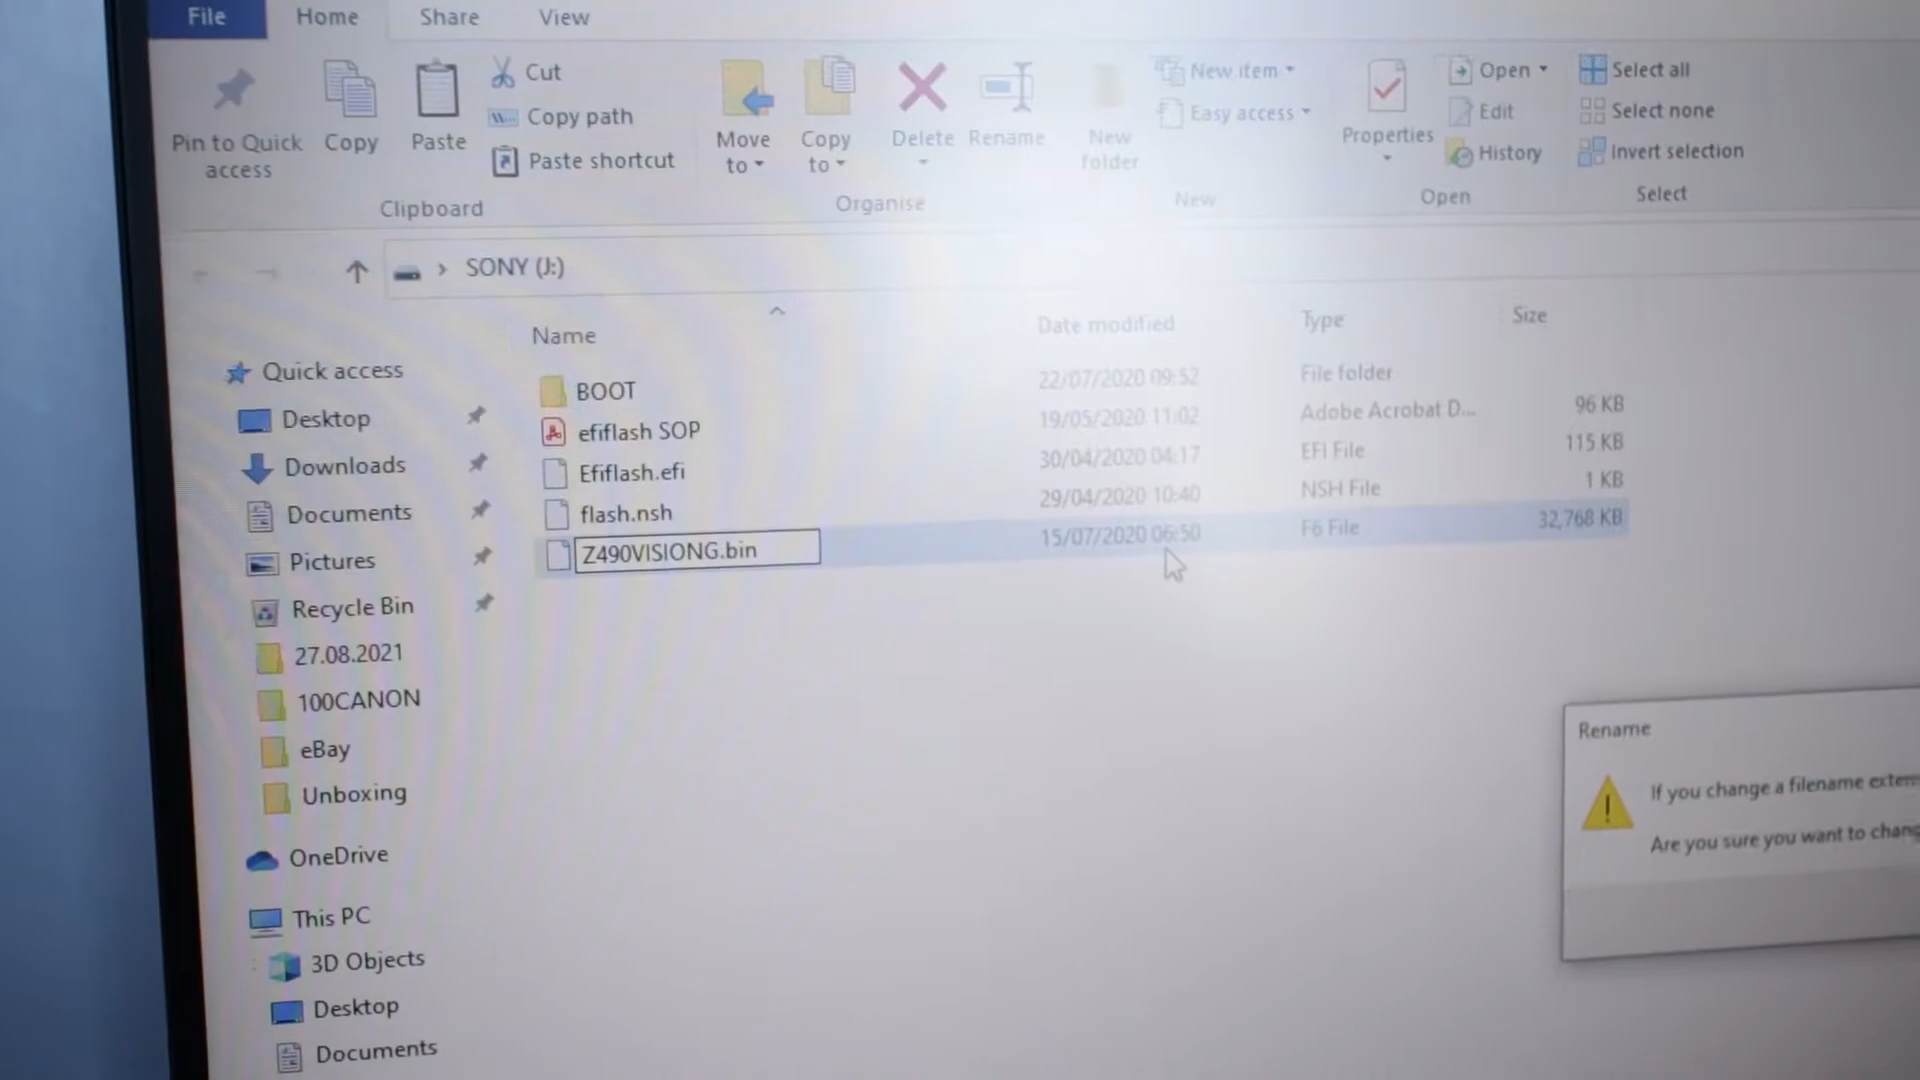 File Home Share View
Pin to Quick access
Copy
Paste
Cut
Copy path
Paste shortcut
Clipboard
Move to
Copy to
Delete
Rename
Organise
New folder
New item
Easy access
New
Properties
Open
Edit
History
Open
Select all
Select none
Invert selection
Select
SONY (J:)
Name Date modified Type Size
BOOT 22/07/2020 09:52 File folder
efiflash SOP 19/05/2020 11:02 Adobe Acrobat D... 96 KB
Efiflash.efi 30/04/2020 04:17 EFI File 115 KB
flash.nsh 29/04/2020 10:40 NSH File 1 KB
Z490VISIONG.bin 15/07/2020 06:50 F6 File 32,768 KB
Quick access
Desktop
Downloads
Documents
Pictures
Recycle Bin
27.08.2021
100CANON
eBay
Unboxing
OneDrive
This PC
3D Objects
Desktop
Documents
Rename
If you change a filename exten
Are you sure you want to chang